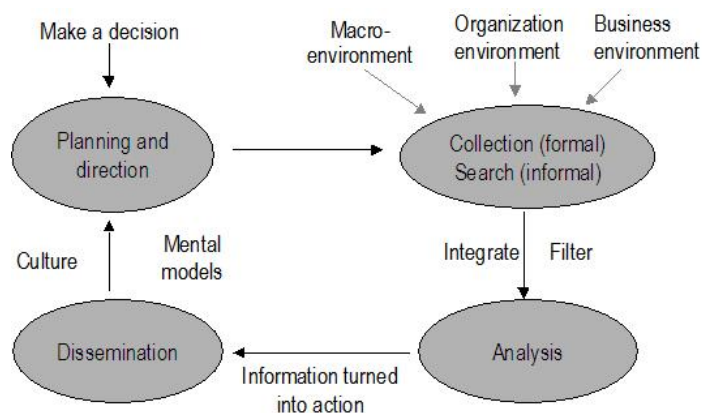 Make a decision
Macro-
environment
Organization
environment
Business
environment
Planning and
direction
Collection (formal)
Search (informal)
Culture
Mental
models
Integrate
Filter
Dissemination
Information turned
into action
Analysis